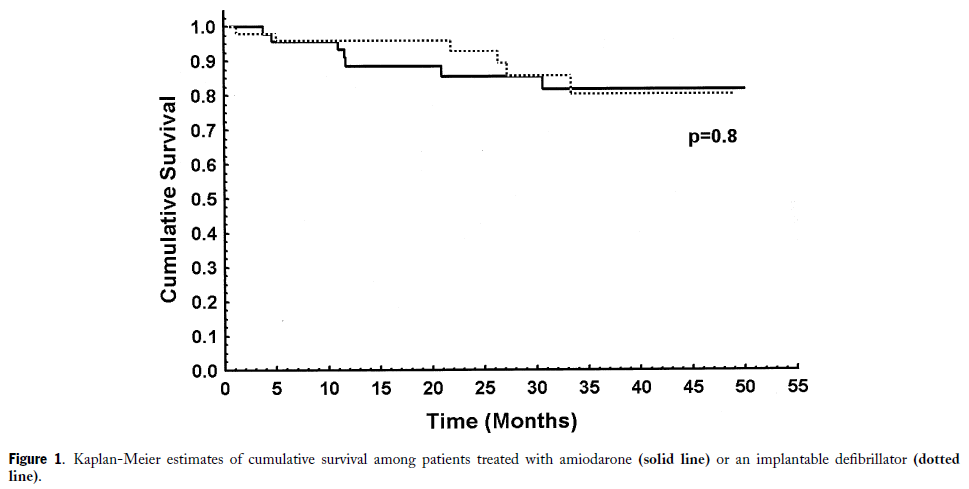 1.0
0.9
0.8
0.7
0.6
0.5
0.4
0.3
0.2
0.1
0.0
Cumulative Survival
p=0.8
0 5 10 15 20 25 30 35 40 45 50 55
Time (Months)
Figure 1. Kaplan-Meier estimates of cumulative survival among patients treated with amiodarone (solid line) or an implantable defibrillator (dotted
line).